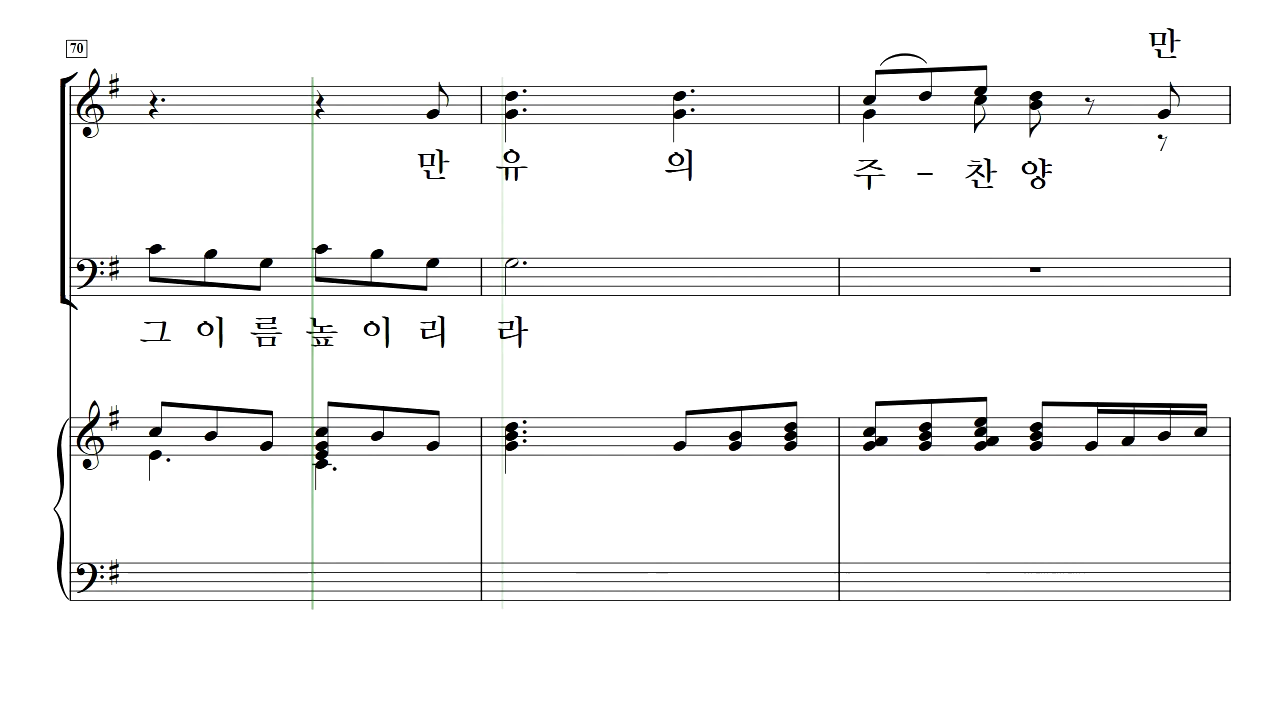 70
만
만 유 의 주 - 찬 양
그 이 름 높 이 리 라